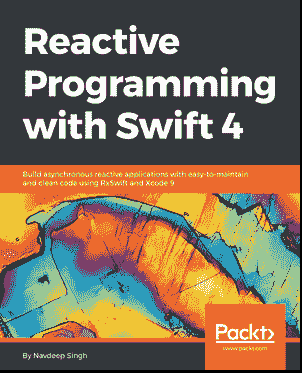 Reactive
Programming
with Swift 4
Build asynchronous reactive applications with easy-to-maintain
and clean code using RxSwift and Xcode 9
Packt>
www.packt.com
By Navdeep Singh